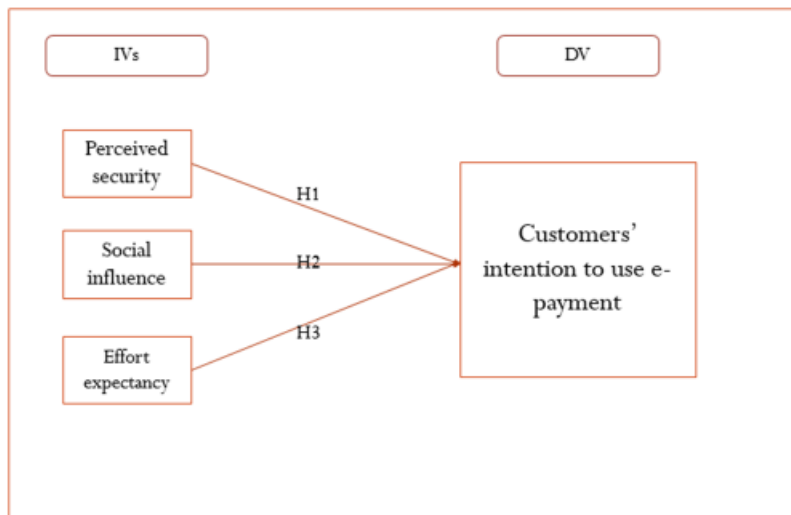 IVs
DV
Perceived
security
H1
Social
influence
H2
Effort
expectancy
H3
Customers’
intention to use e-
payment